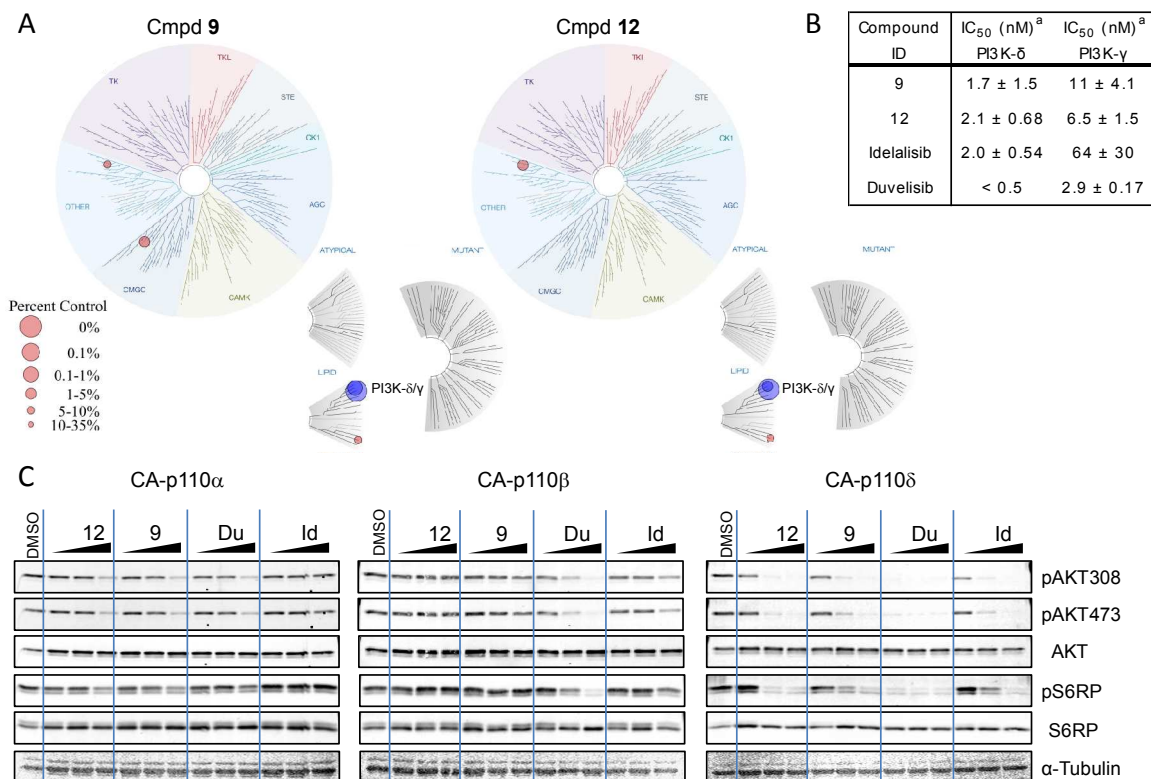 A
Cmpd 9
Cmpd 12
B
TK
TKL
STE
CK1
AGC
CAMK
CMGC
OTHER
ATYPICAL
MUTANT
LIPID
PI3K-δ/γ
Percent Control
0%
0.1%
0.1-1%
1-5%
5-10%
10-35%
TK
TKL
STE
CK1
AGC
CAMK
CMGC
OTHER
ATYPICAL
MUTANT
LIPID
PI3K-δ/γ
Compound ID IC50 (nM)a PI3K-δ IC50 (nM)a PI3K-γ
9 1.7 ± 1.5 11 ± 4.1
12 2.1 ± 0.68 6.5 ± 1.5
Idelalisib 2.0 ± 0.54 64 ± 30
Duvelisib < 0.5 2.9 ± 0.17
C
CA-p110α
CA-p110β
CA-p110δ
DMSO 12 9 Du Id
DMSO 12 9 Du Id
DMSO 12 9 Du Id
pAKT308
pAKT473
AKT
pS6RP
S6RP
α-Tubulin